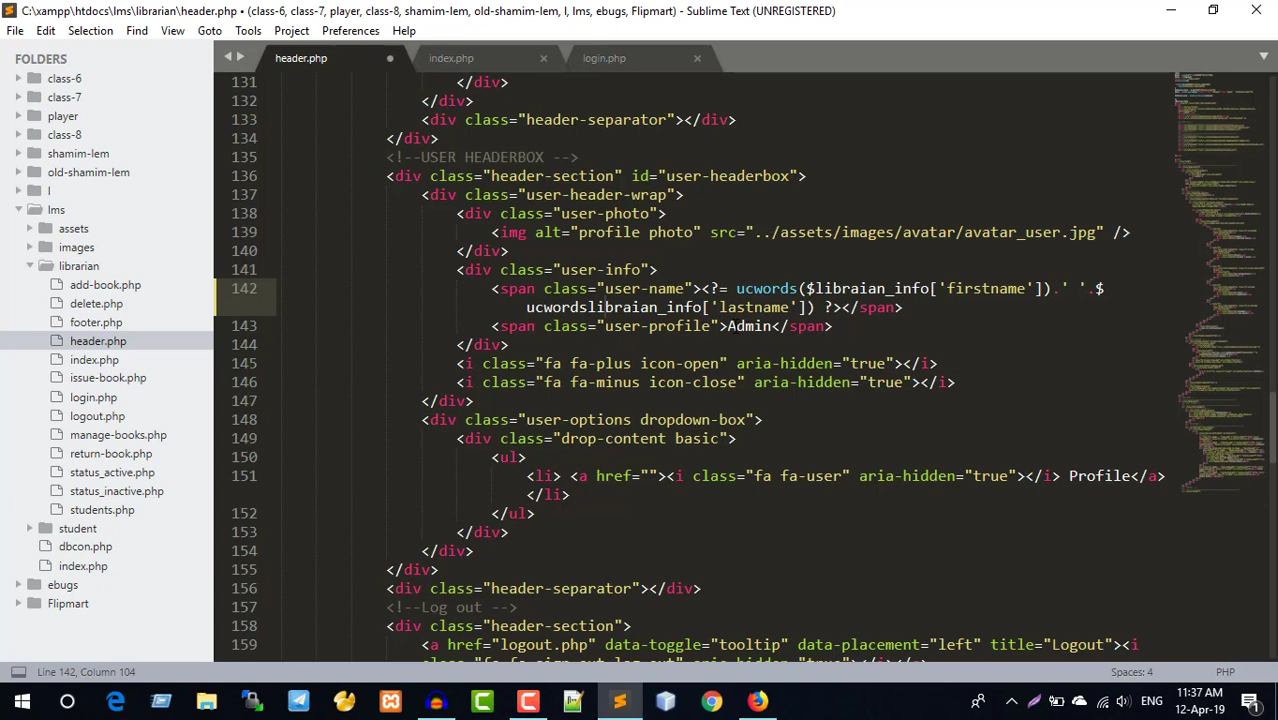 C:\xampp\htdocs\lms\librarian\header.php • (clacs-6, class-7, player, class-8, shamim-lem, old-shamim-lem, l, lms, ebugs, Flipmart) - Sublime Text (UNREGISTERED)
File Edit Selection Find View Goto Tools Project Preferences Help
FOLDERS
class-6
class-7
player
class-8
shamim-lem
old-shamim-lem
l
lms
assets
images
librarian
add-book.php
delete.php
footer.php
header.php
index.php
issue-book.php
login.php
logout.php
manage-books.php
return-book.php
status_active.php
status_inactive.php
students.php
student
dbcon.php
index.php
ebugs
Flipmart
header.php index.php login.php
131 </div>
132 </div>
133 <div class="header-separator"></div>
134 </div>
135 <!--USER HEADERBOX -->
136 <div class="header-section" id="user-headerbox">
137 <div class="user-header-wrap">
138 <div class="user-photo">
139 <img alt="profile photo" src="../assets/images/avatar/avatar_user.jpg" />
140 </div>
141 <div class="user-info">
142 <span class="user-name"><?= ucwords($libraian_info['firstname']).' '.$
ucwordslibraian_info['lastname']) ?></span>
143 <span class="user-profile">Admin</span>
144 </div>
145 <i class="fa fa-plus icon-open" aria-hidden="true"></i>
146 <i class="fa fa-minus icon-close" aria-hidden="true"></i>
147 </div>
148 <div class="user-options dropdown-box">
149 <div class="drop-content basic">
150 <ul>
151 <li> <a href=""><i class="fa fa-user" aria-hidden="true"></i> Profile</a>
</li>
152 </ul>
153 </div>
154 </div>
155 </div>
156 <div class="header-separator"></div>
157 <!--Log out -->
158 <div class="header-section">
159 <a href="logout.php" data-toggle="tooltip" data-placement="left" title="Logout"><i
class="fa fa-sign-out log-out" aria-hidden="true"></i></a>
Line 142, Column 104 Spaces: 4 PHP
ENG
11:37 AM
12-Apr-19
1